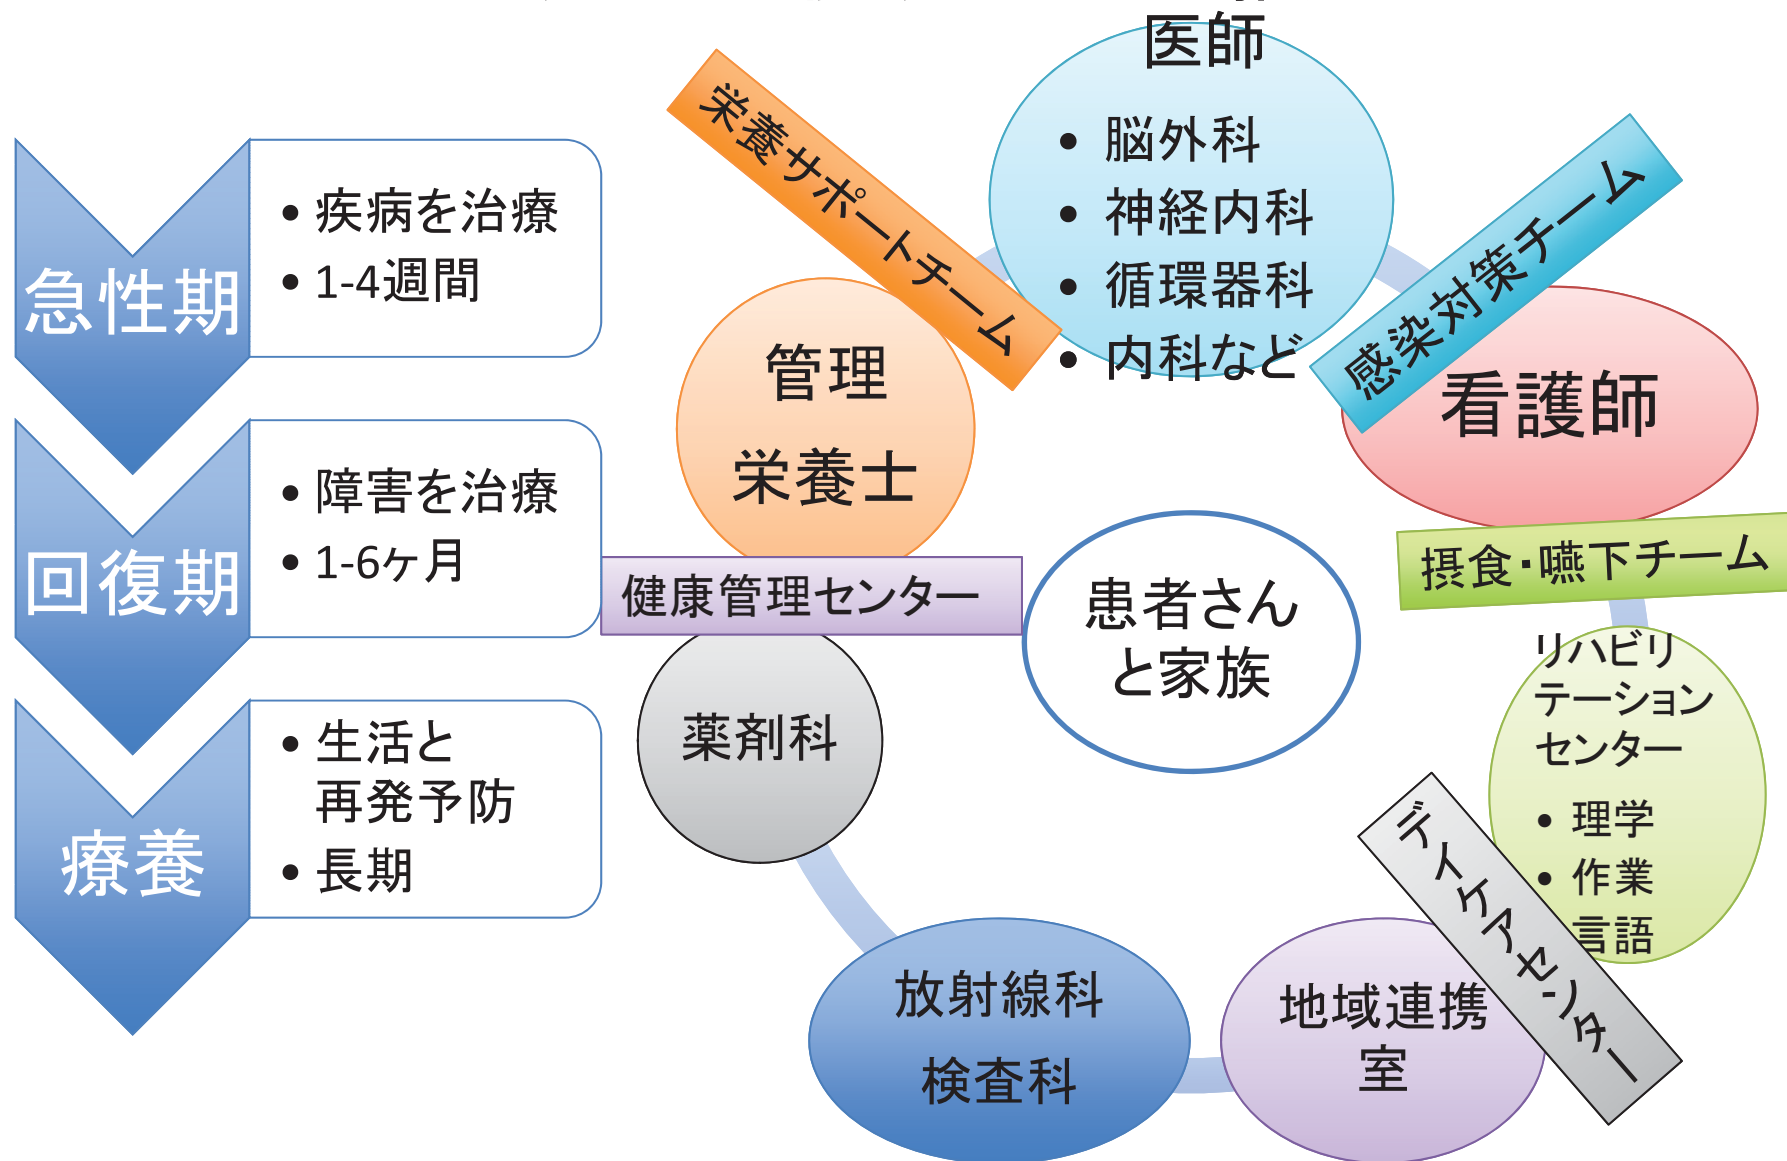 急性期
• 疾病を治療
• 1-4週間
回復期
• 障害を治療
• 1-6ヶ月
療養
• 生活と
再発予防
• 長期
医師
• 脳外科
• 神経内科
• 循環器科
• 内科など
栄養サポートチーム
感染対策チーム
管理
栄養士
看護師
摂食・嚥下チーム
健康管理センター
患者さん
と家族
リハビリ
テーション
センター
• 理学
• 作業
言語
薬剤科
デイケアセンター
放射線科
検査科
地域連携
室